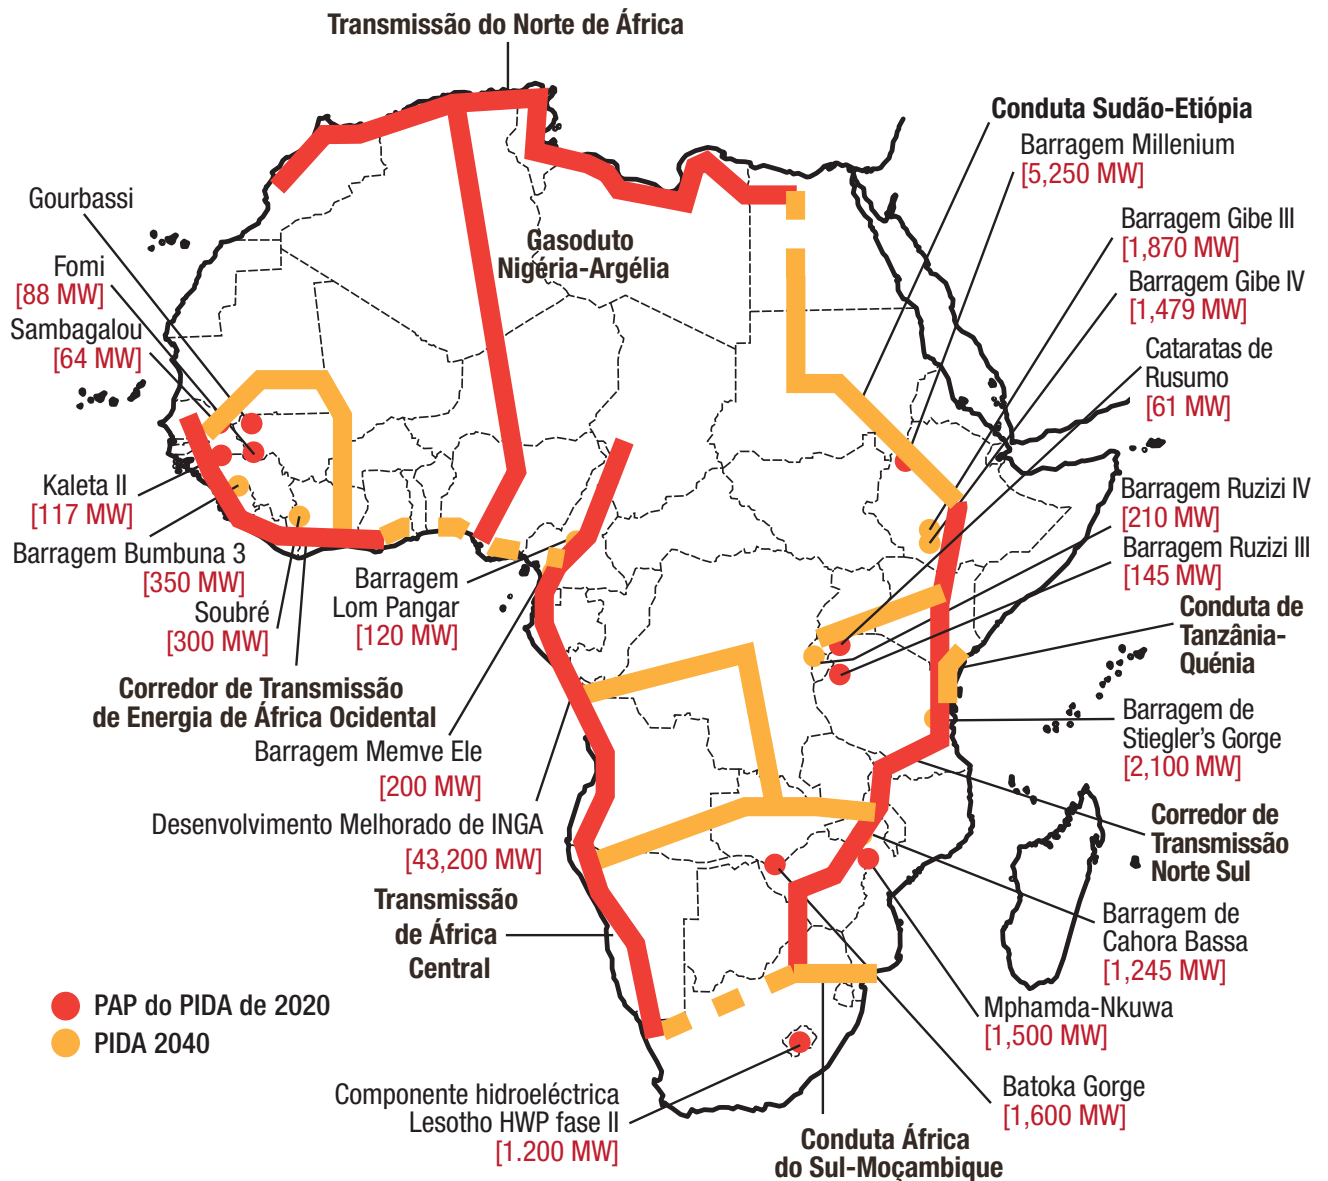 Transmissão do Norte de África
Conduta Sudão-Etiópia
Barragem Millenium
[5,250 MW]
Gourbassi
Fomi
[88 MW]
Sambagalou
[64 MW]
Gasoduto
Nigéria-Argélia
Barragem Gibe III
[1,870 MW]
Barragem Gibe IV
[1,479 MW]
Cataratas de
Rusumo
[61 MW]
Kaleta II
[117 MW]
Barragem Bumbuna 3
[350 MW]
Soubré
[300 MW]
Barragem
Lom Pangar
[120 MW]
Barragem Ruzizi IV
[210 MW]
Barragem Ruzizi III
[145 MW]
Conduta de
Tanzânia-
Quénia
Corredor de Transmissão
de Energia de África Ocidental
Barragem Memve Ele
[200 MW]
Barragem de
Stiegler's Gorge
[2,100 MW]
Desenvolvimento Melhorado de INGA
[43,200 MW]
Corredor de
Transmissão
Norte Sul
Transmissão
de África
Central
Barragem de
Cahora Bassa
[1,245 MW]
PAP do PIDA de 2020
PIDA 2040
Mphamda-Nkuwa
[1,500 MW]
Batoka Gorge
[1,600 MW]
Componente hidroeléctrica
Lesotho HWP fase II
[1.200 MW]
Conduta África
do Sul-Moçambique